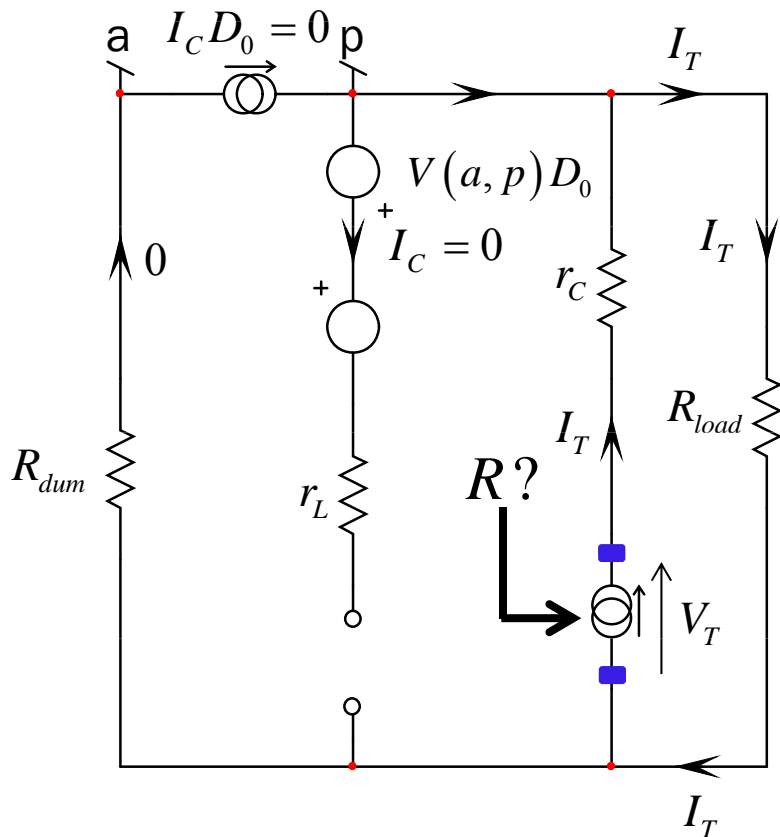 a
I_C D_0 = 0
p
I_T
V(a, p) D_0
+
I_C = 0
+
0
I_T
r_C
R_dum
r_L
R ?
I_T
R_load
V_T
I_T